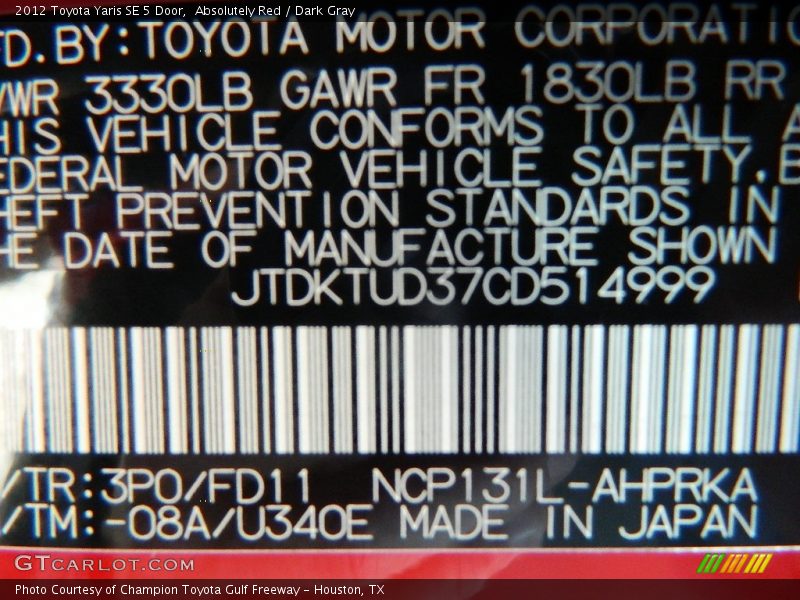 2012 Toyota Yaris SE 5 Door,  Absolutely Red / Dark Gray
FD.BY:TOYOTA MOTOR CORPORATIO
VWR 3330LB GAWR FR 1830LB RR
HIS VEHICLE CONFORMS TO ALL A
EDERAL MOTOR VEHICLE SAFETY,B
HEFT PREVENTION STANDARDS IN
HE DATE OF MANUFACTURE SHOWN
JTDKTUD37CD514999
/TR:3P0/FD11 NCP131L-AHPRKA
/TM:-08A/U340E MADE IN JAPAN
GTCARLOT.COM
Photo Courtesy of Champion Toyota Gulf Freeway - Houston, TX